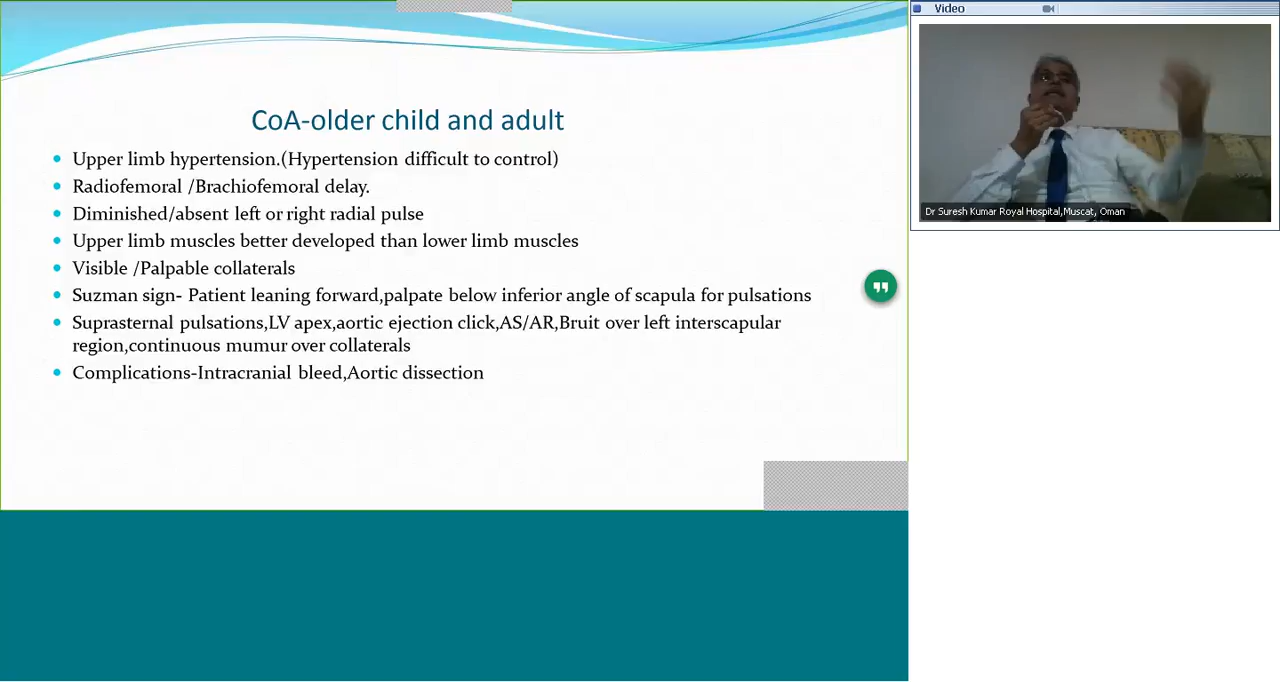 CoA-older child and adult
Upper limb hypertension.(Hypertension difficult to control)
Radiofemoral /Brachiofemoral delay.
Diminished/absent left or right radial pulse
Upper limb muscles better developed than lower limb muscles
Visible /Palpable collaterals
Suzman sign- Patient leaning forward,palpate below inferior angle of scapula for pulsations
Suprasternal pulsations,LV apex,aortic ejection click,AS/AR,Bruit over left interscapular
region,continuous mumur over collaterals
Complications-Intracranial bleed,Aortic dissection
Video
Dr Suresh Kumar Royal Hospital,Muscat, Oman